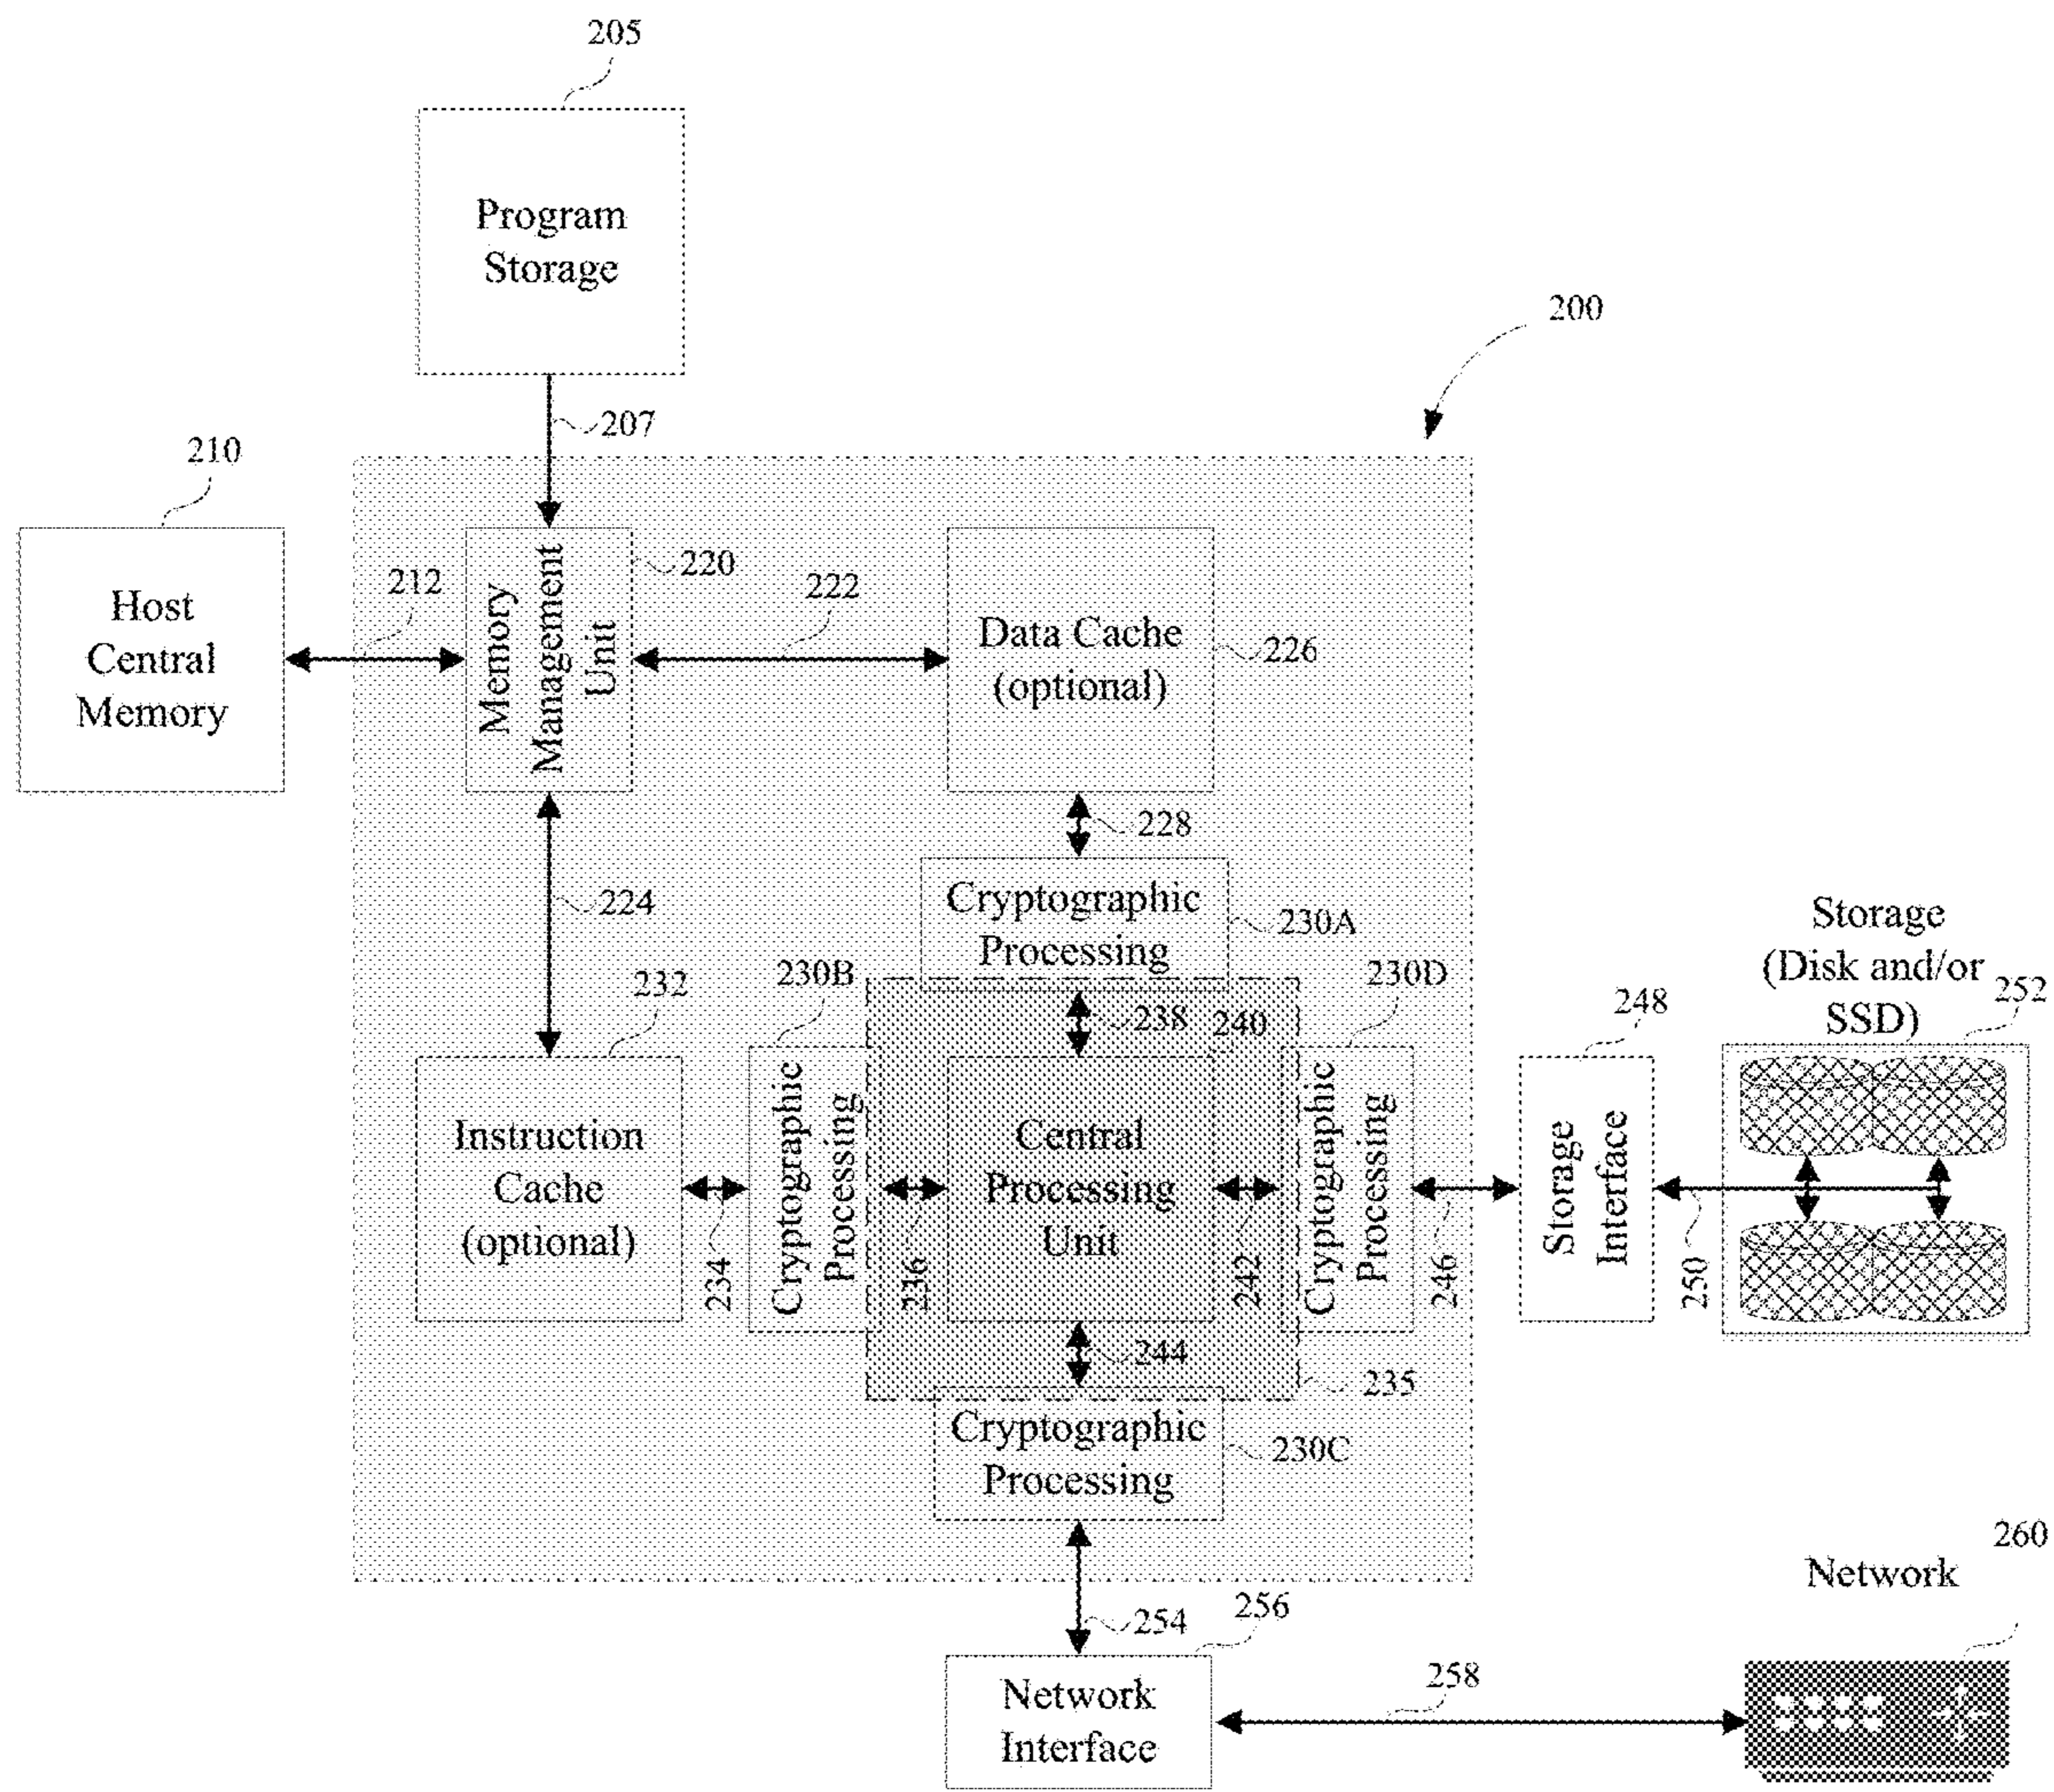 205
Program
Storage
200
207
210
Host
Central
Memory
212
Memory
Management
Unit
220
222
Data Cache
(optional)
226
228
224
Cryptographic
Processing
230A
230B
230D
232
238
240
Instruction
Cache
(optional)
234
Cryptographic
Processing
236
Central
Processing
Unit
242
Cryptographic
Processing
246
248
Storage
Interface
250
Storage
(Disk and/or
SSD)
252
244
235
Cryptographic
Processing
230C
254
256
Network
Interface
258
Network
260